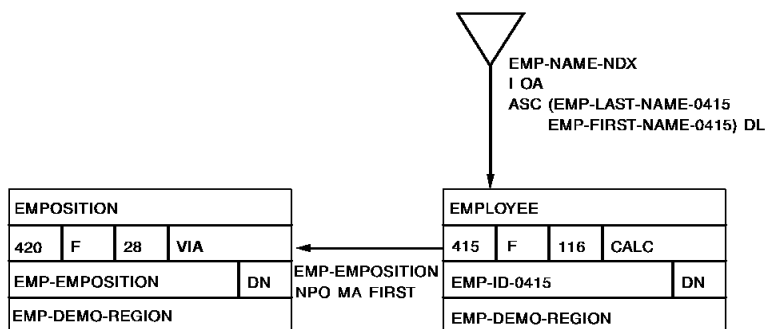 EMP-NAME-NDX
I OA
ASC (EMP-LAST-NAME-0415
EMP-FIRST-NAME-0415) DL
EMPOSITION
420 F 28 VIA
EMP-EMPOSITION DN
EMP-DEMO-REGION
EMP-EMPOSITION
NPO MA FIRST
EMPLOYEE
415 F 116 CALC
EMP-ID-0415 DN
EMP-DEMO-REGION